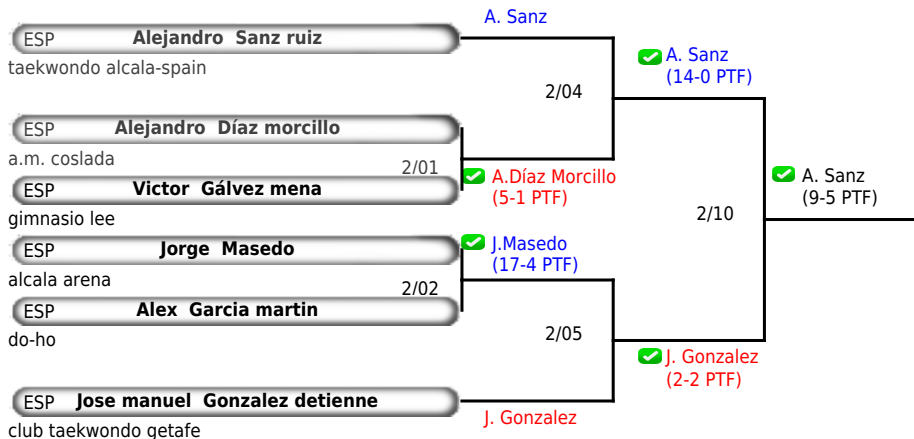 A. Sanz
ESP Alejandro Sanz ruiz
taekwondo alcala-spain
A. Sanz
(14-0 PTF)
2/04
ESP Alejandro Díaz morcillo
a.m. coslada
2/01
A.Díaz Morcillo
(5-1 PTF)
ESP Victor Gálvez mena
gimnasio lee
A. Sanz
(9-5 PTF)
2/10
ESP Jorge Masedo
alcala arena
J.Masedo
(17-4 PTF)
2/02
ESP Alex Garcia martin
do-ho
2/05
J. Gonzalez
(2-2 PTF)
ESP Jose manuel Gonzalez detienne
club taekwondo getafe
J. Gonzalez